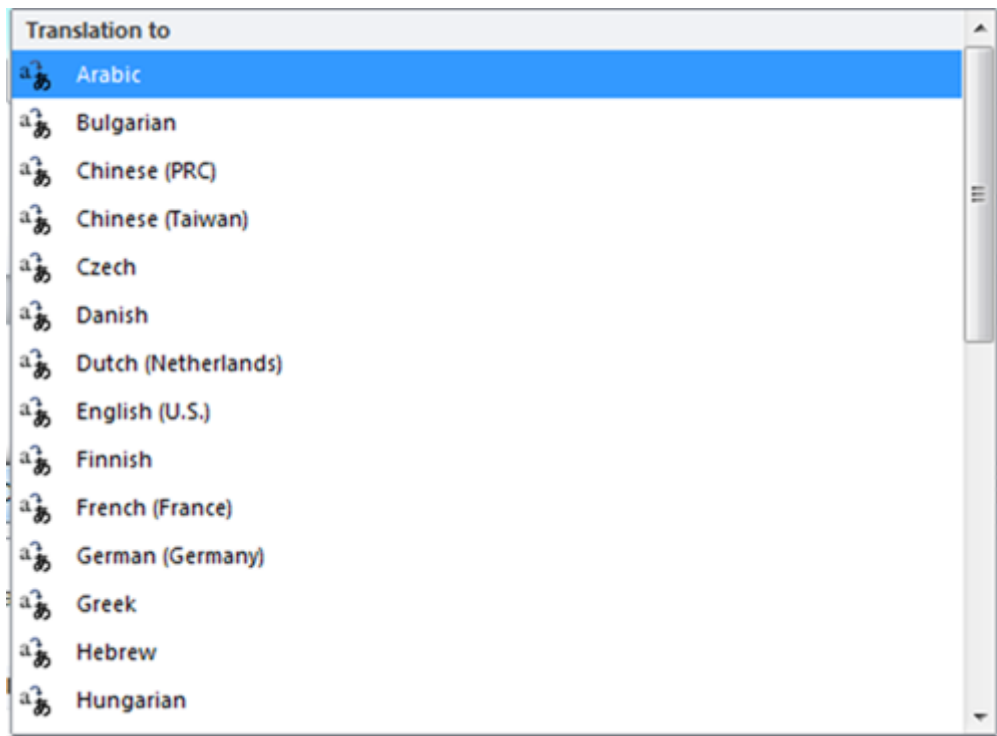 Translation to
Arabic
Bulgarian
Chinese (PRC)
Chinese (Taiwan)
Czech
Danish
Dutch (Netherlands)
English (U.S.)
Finnish
French (France)
German (Germany)
Greek
Hebrew
Hungarian